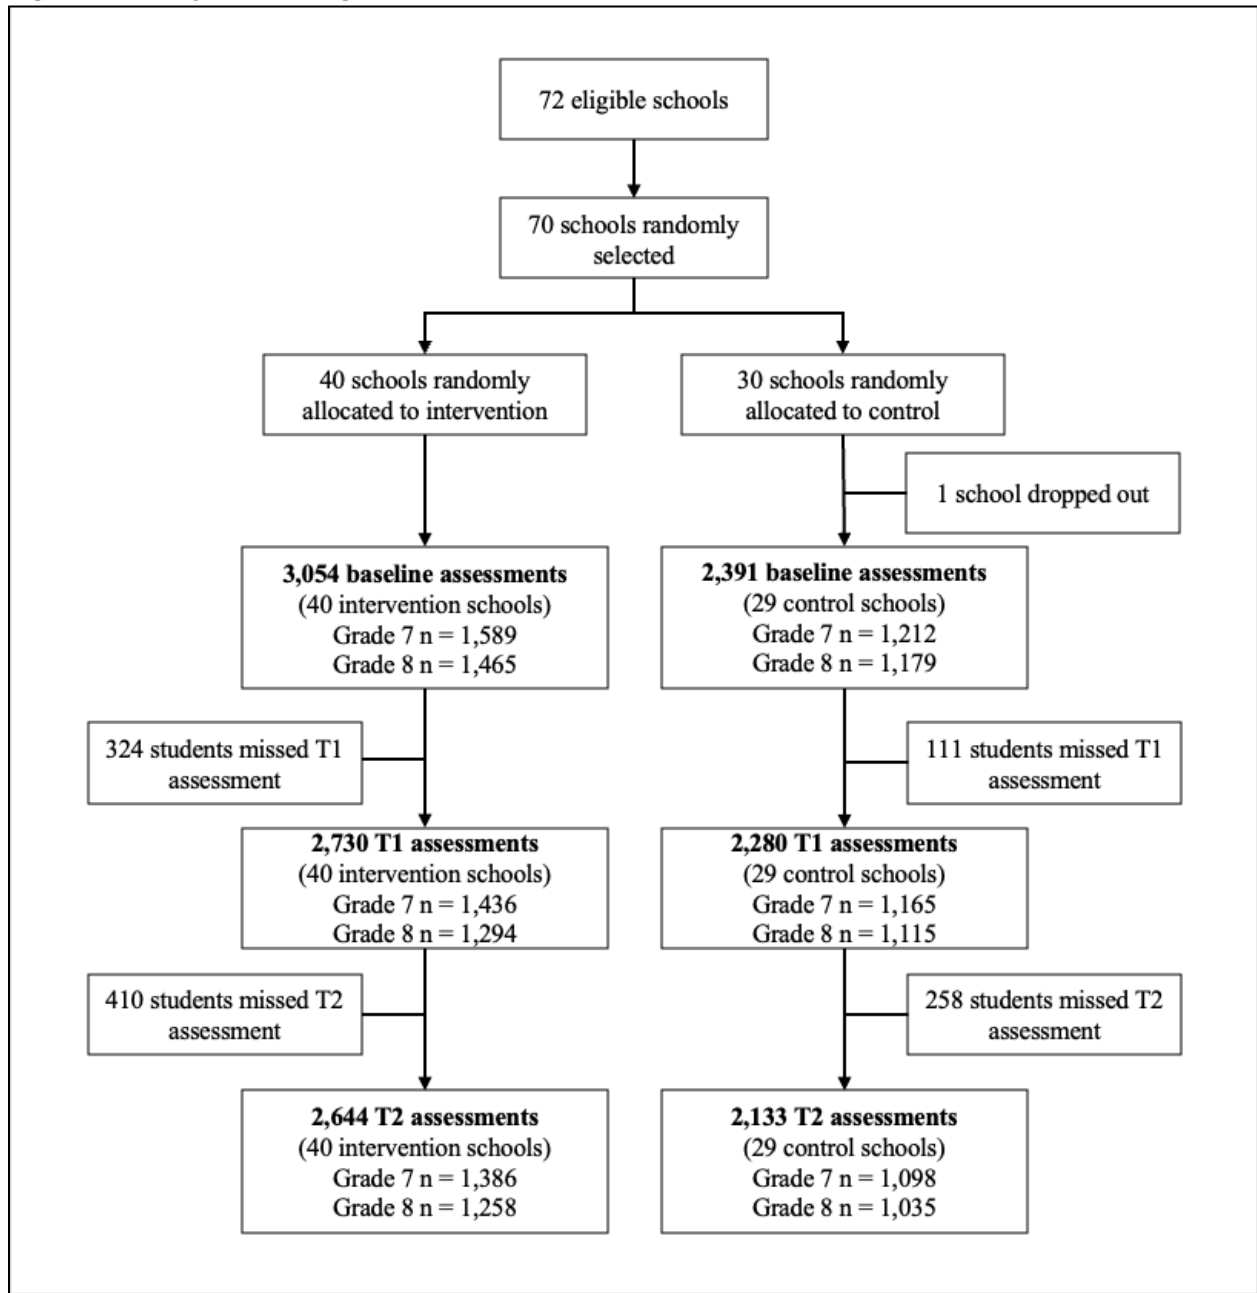 72 eligible schools
70 schools randomly
selected
40 schools randomly
allocated to intervention
30 schools randomly
allocated to control
1 school dropped out
3,054 baseline assessments
(40 intervention schools)
Grade 7 n = 1,589
Grade 8 n = 1,465
2,391 baseline assessments
(29 control schools)
Grade 7 n = 1,212
Grade 8 n = 1,179
324 students missed T1
assessment
111 students missed T1
assessment
2,730 T1 assessments
(40 intervention schools)
Grade 7 n = 1,436
Grade 8 n = 1,294
2,280 T1 assessments
(29 control schools)
Grade 7 n = 1,165
Grade 8 n = 1,115
410 students missed T2
assessment
258 students missed T2
assessment
2,644 T2 assessments
(40 intervention schools)
Grade 7 n = 1,386
Grade 8 n = 1,258
2,133 T2 assessments
(29 control schools)
Grade 7 n = 1,098
Grade 8 n = 1,035